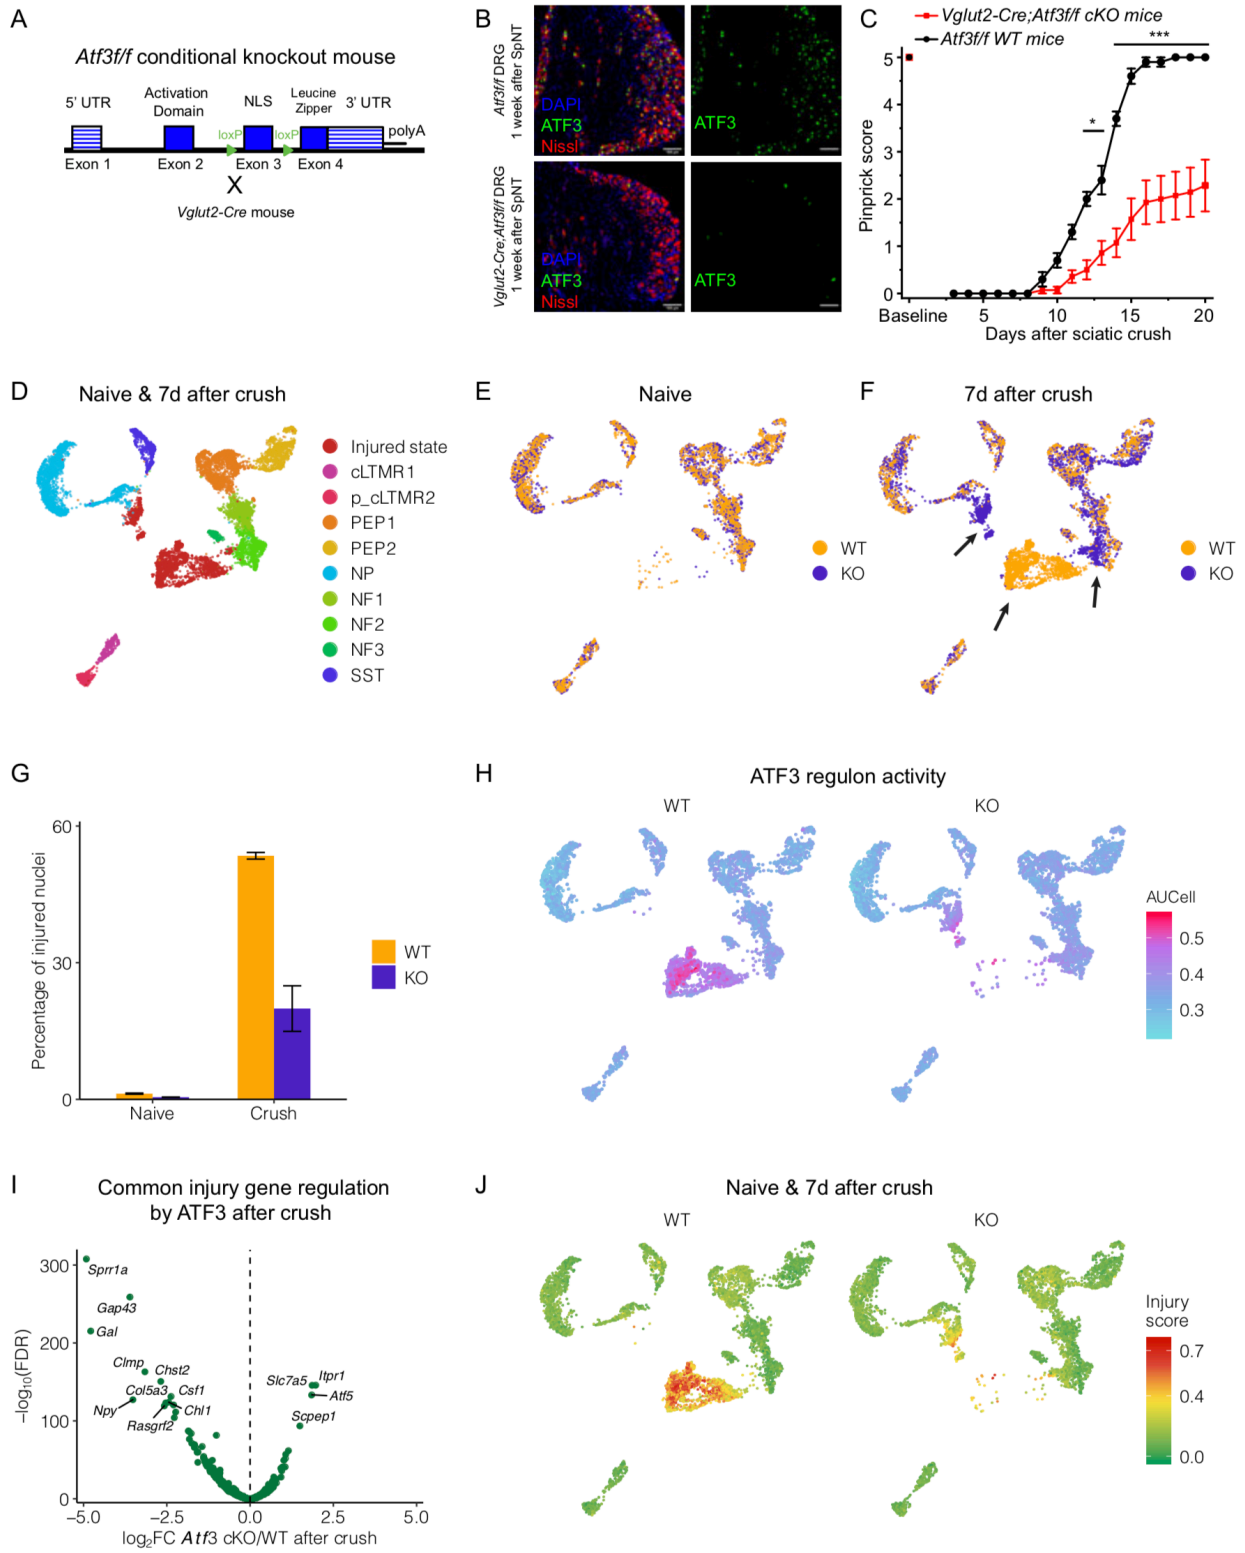 A
Atf3f/f conditional knockout mouse
5' UTR
Activation
Domain
NLS
Leucine
Zipper
3' UTR
loxP
loxP
polyA
Exon 1
Exon 2
Exon 3
Exon 4
X
Vglut2-Cre mouse
B
Atf3f/f DRG
1 week after SpNT
DAPI
ATF3
Nissl
ATF3
Vglut2-Cre;Atf3f/f DRG
1 week after SpNT
DAPI
ATF3
Nissl
ATF3
C
Vglut2-Cre;Atf3f/f cKO mice
Atf3f/f WT mice
***
*
Pinprick score
5
4
3
2
1
0
Baseline
5
10
15
20
Days after sciatic crush
D
Naive & 7d after crush
Injured state
cLTMR1
p_cLTMR2
PEP1
PEP2
NP
NF1
NF2
NF3
SST
E
Naive
WT
KO
F
7d after crush
WT
KO
G
Percentage of injured nuclei
60
30
0
Naive
Crush
WT
KO
H
ATF3 regulon activity
WT
KO
AUCell
0.5
0.4
0.3
I
Common injury gene regulation
by ATF3 after crush
−log10(FDR)
300
200
100
0
Sprr1a
Gap43
Gal
Clmp
Chst2
Col5a3
Csf1
Npy
Chl1
Rasgrf2
Slc7a5
Itpr1
Atf5
Scpep1
−5.0
−2.5
0.0
2.5
5.0
log2FC Atf3 cKO/WT after crush
J
Naive & 7d after crush
WT
KO
Injury
score
0.7
0.4
0.0